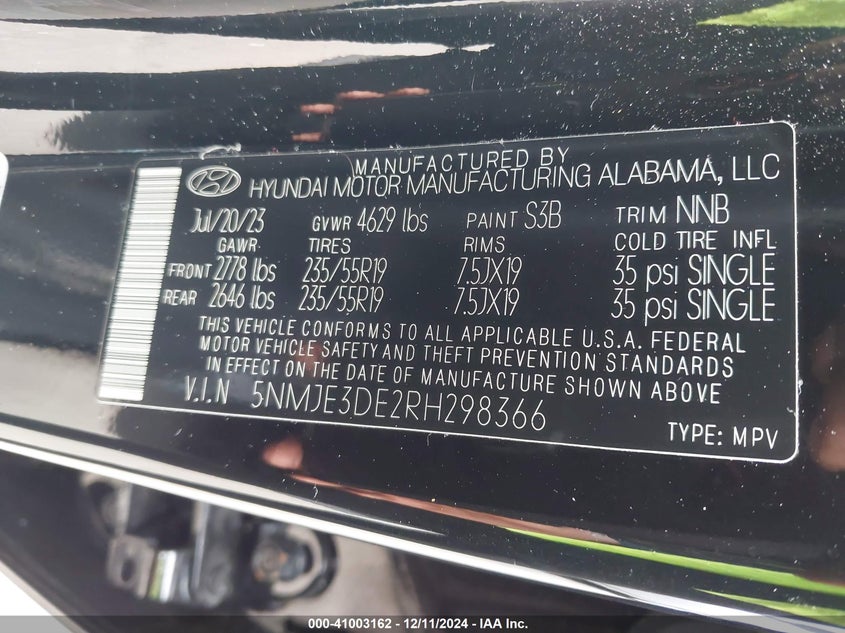 MANUFACTURED BY
HYUNDAI MOTOR MANUFACTURING ALABAMA, LLC
Jul/20/23 GVWR 4629 lbs PAINT S3B TRIM NNB
GAWR TIRES RIMS COLD TIRE INFL
FRONT 2778 lbs 235/55R19 7.5JX19 35 psi SINGLE
REAR 2646 lbs 235/55R19 7.5JX19 35 psi SINGLE
THIS VEHICLE CONFORMS TO ALL APPLICABLE U.S.A. FEDERAL
MOTOR VEHICLE SAFETY AND THEFT PREVENTION STANDARDS
IN EFFECT ON THE DATE OF MANUFACTURE SHOWN ABOVE
V.I.N 5NMJE3DE2RH298366
TYPE: MPV
000-41003162 - 12/11/2024 - IAA Inc.